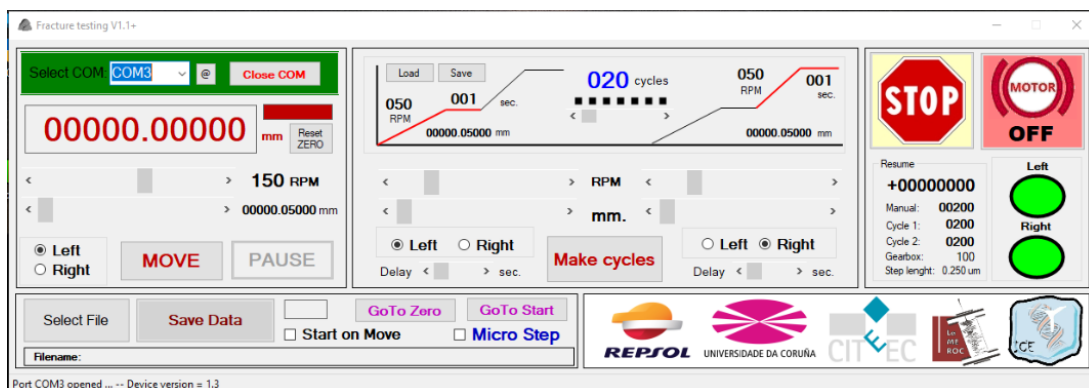 Fracture testing V1.1+
Select COM: COM3 @ Close COM
00000.00000 mm
Reset
ZERO
150 RPM
00000.05000 mm
Left
Right
MOVE
PAUSE
Load Save
050
RPM
001 sec.
00000.05000 mm
020 cycles
050
RPM
001
sec.
00000.05000 mm
RPM
mm.
Left Right
Delay sec.
Make cycles
Left Right
Delay sec.
STOP
MOTOR
OFF
Resume
+00000000
Manual: 00200
Cycle 1: 0200
Cycle 2: 0200
Gearbox: 100
Step lenght: 0.250 um
Left
Right
Select File
Save Data
GoTo Zero
GoTo Start
Start on Move
Micro Step
Filename:
REPSOL
UNIVERSIDADE DA CORUÑA
CITEEC
Port COM3 opened ... -- Device version = 1.3